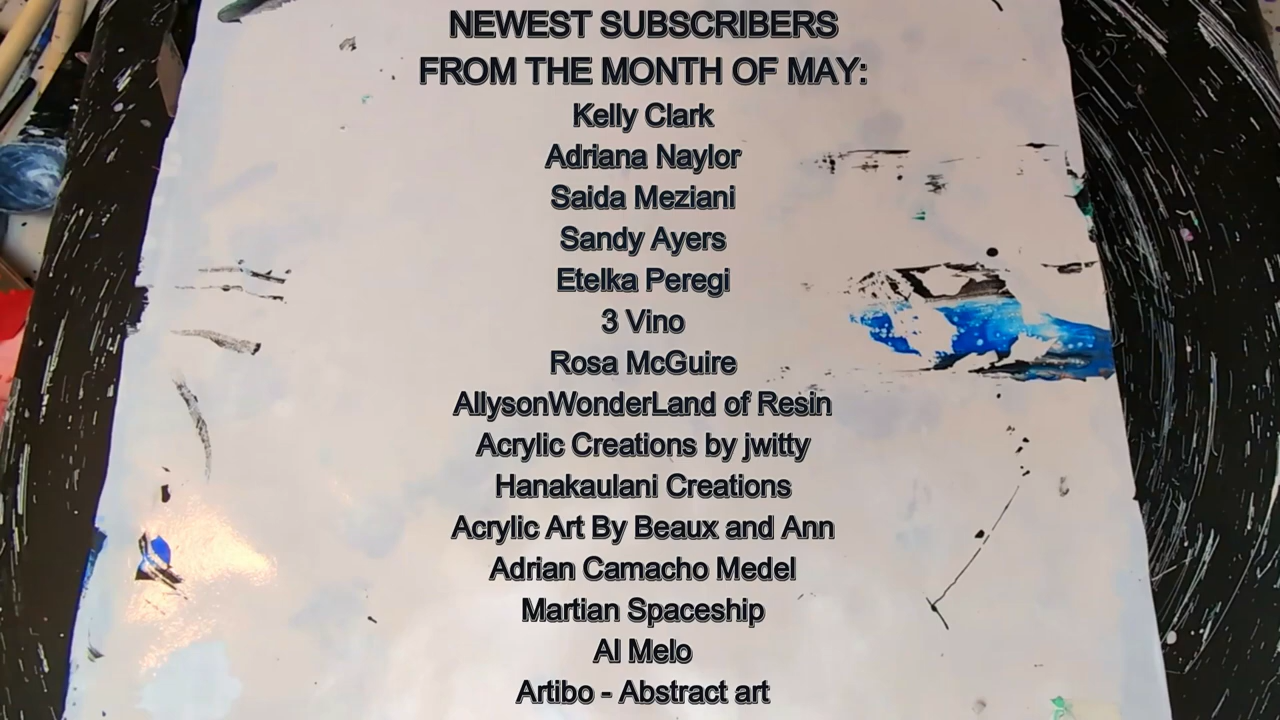 NEWEST SUBSCRIBERS
FROM THE MONTH OF MAY:
Kelly Clark
Adriana Naylor
Saida Meziani
Sandy Ayers
Etelka Peregi
3 Vino
Rosa McGuire
AllysonWonderLand of Resin
Acrylic Creations by jwitty
Hanakaulani Creations
Acrylic Art By Beaux and Ann
Adrian Camacho Medel
Martian Spaceship
Al Melo
Artibo - Abstract art